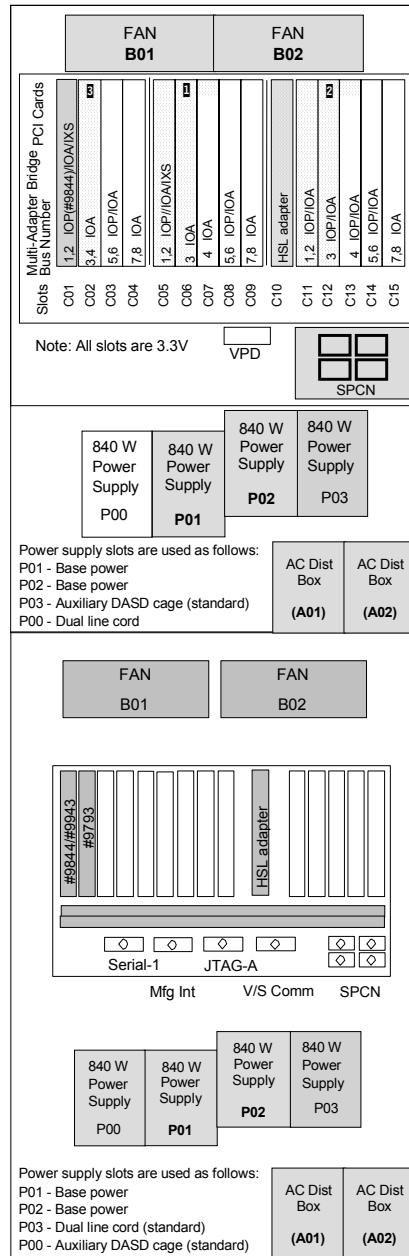 FAN
B01
FAN
B02
Multi-Adapter Bridge
Bus Number
PCI Cards
Slots
1,2 IOP(#9844)/IOA/IXS
C01
3
3,4 IOA
C02
5,6 IOP/IOA
C03
7,8 IOA
C04
1,2 IOP//IOA/IXS
C05
1
3 IOA
C06
4 IOA
C07
5,6 IOP/IOA
C08
7,8 IOA
C09
HSL adapter
C10
1,2 IOP/IOA
C11
2
3 IOP/IOA
C12
4 IOP/IOA
C13
5,6 IOP/IOA
C14
7,8 IOA
C15
Note: All slots are 3.3V
VPD
SPCN
840 W
Power
Supply
P00
840 W
Power
Supply
P01
840 W
Power
Supply
P02
840 W
Power
Supply
P03
Power supply slots are used as follows:
P01 - Base power
P02 - Base power
P03 - Auxiliary DASD cage (standard)
P00 - Dual line cord
AC Dist
Box
(A01)
AC Dist
Box
(A02)
FAN
B01
FAN
B02
#9844/#9943
#9793
HSL adapter
Serial-1
JTAG-A
Mfg Int
V/S Comm
SPCN
840 W
Power
Supply
P00
840 W
Power
Supply
P01
840 W
Power
Supply
P02
840 W
Power
Supply
P03
Power supply slots are used as follows:
P01 - Base power
P02 - Base power
P03 - Dual line cord (standard)
P00 - Auxiliary DASD cage (standard)
AC Dist
Box
(A01)
AC Dist
Box
(A02)